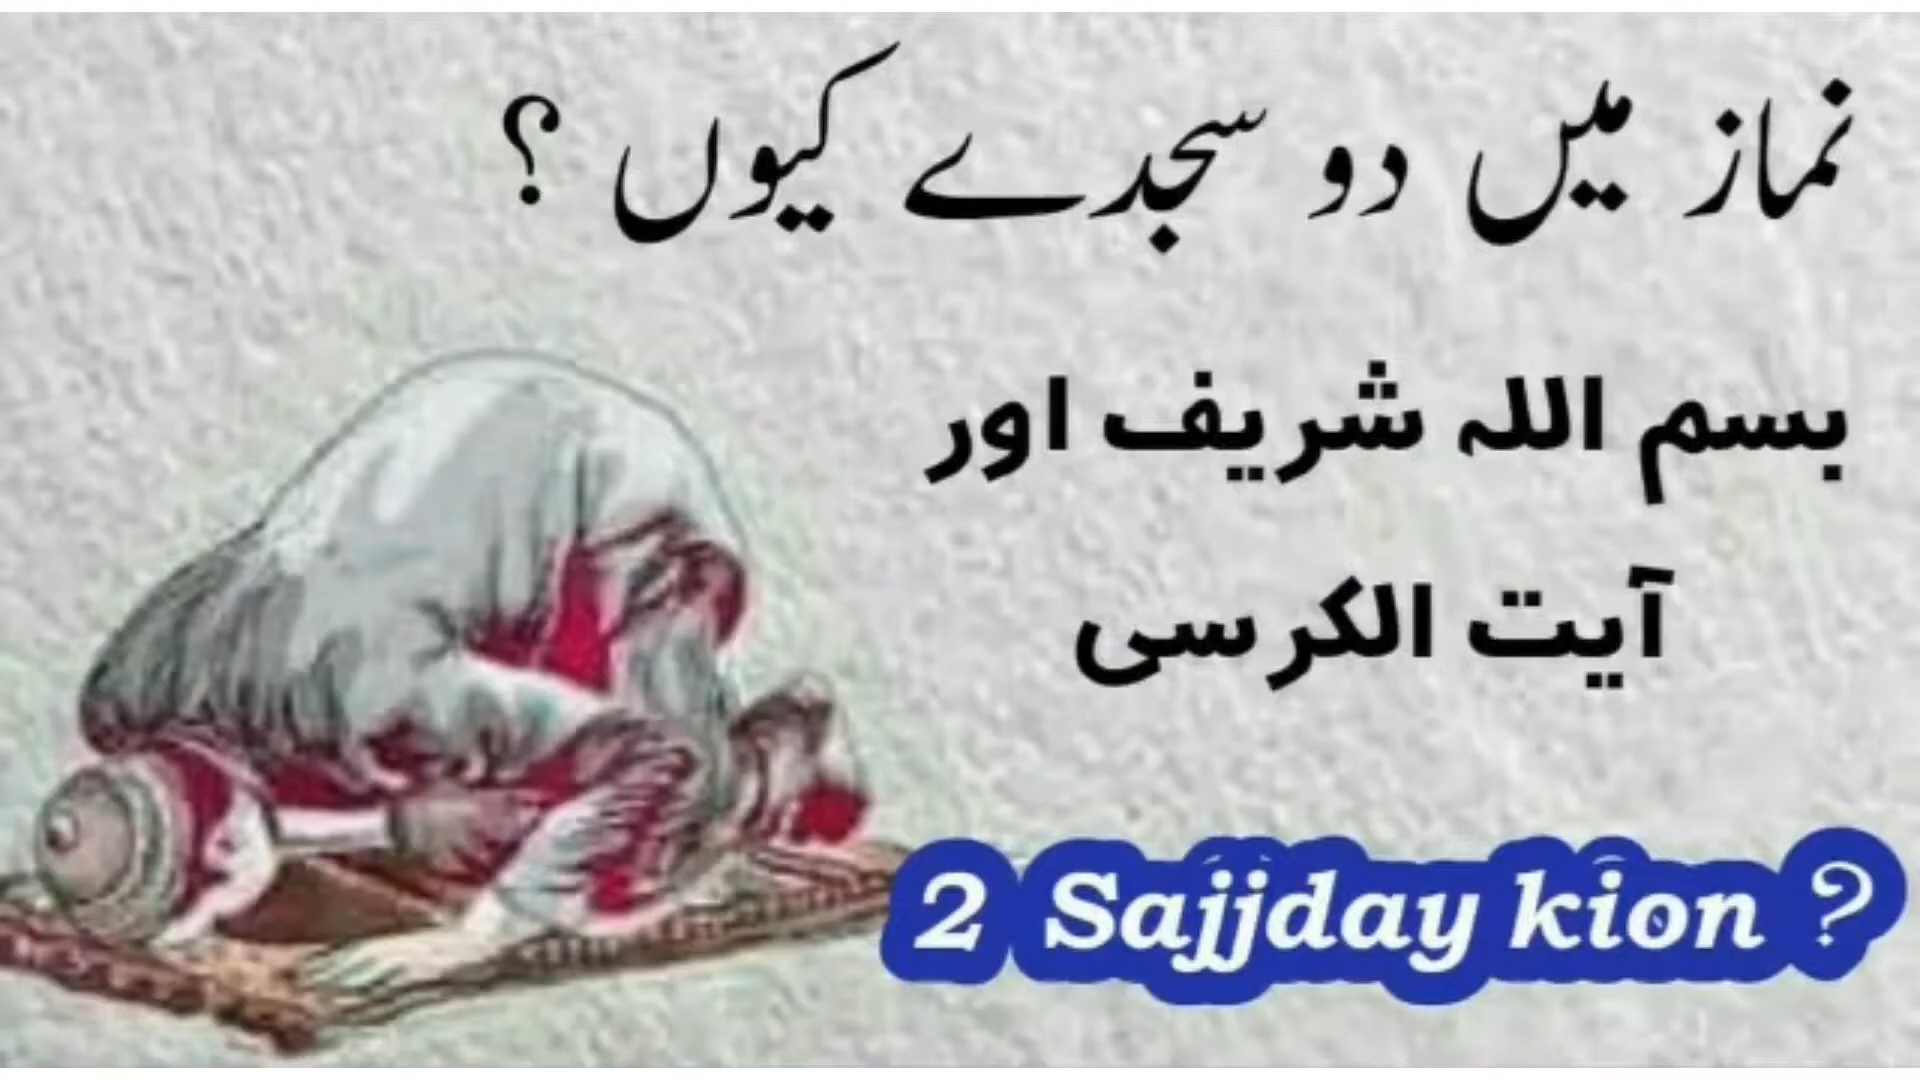 نماز میں دو سجدے کیوں ؟
بسم اللہ شریف اور
آیت الکرسی
2 Sajjday kion ?